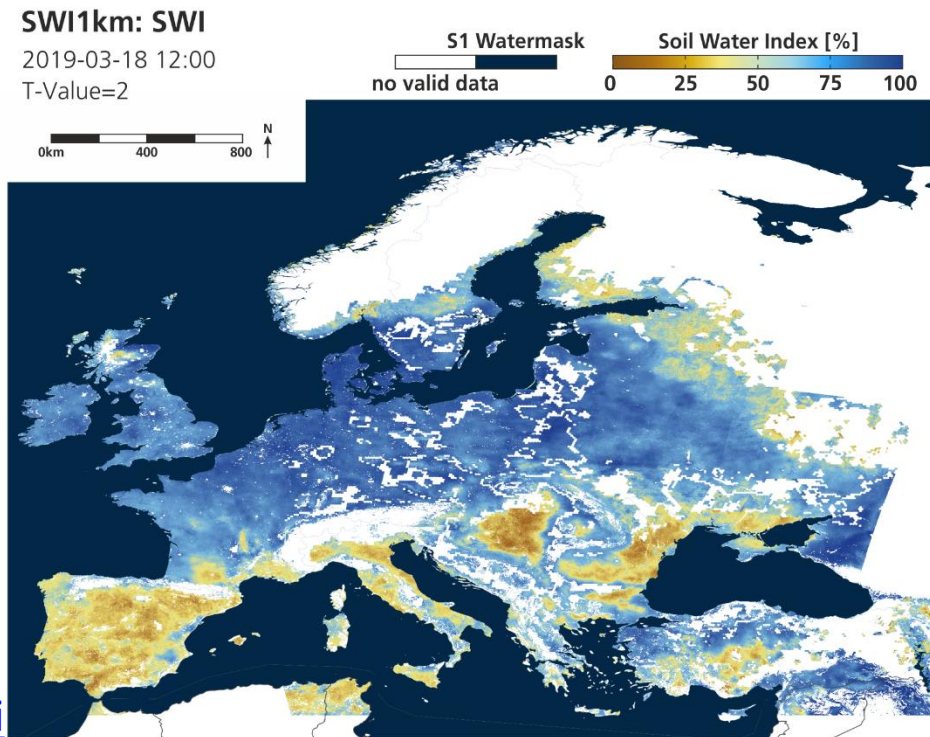 SWI1km: SWI
2019-03-18 12:00
T-Value=2
0km 400 800
N
S1 Watermask
no valid data
Soil Water Index [%]
0 25 50 75 100
i